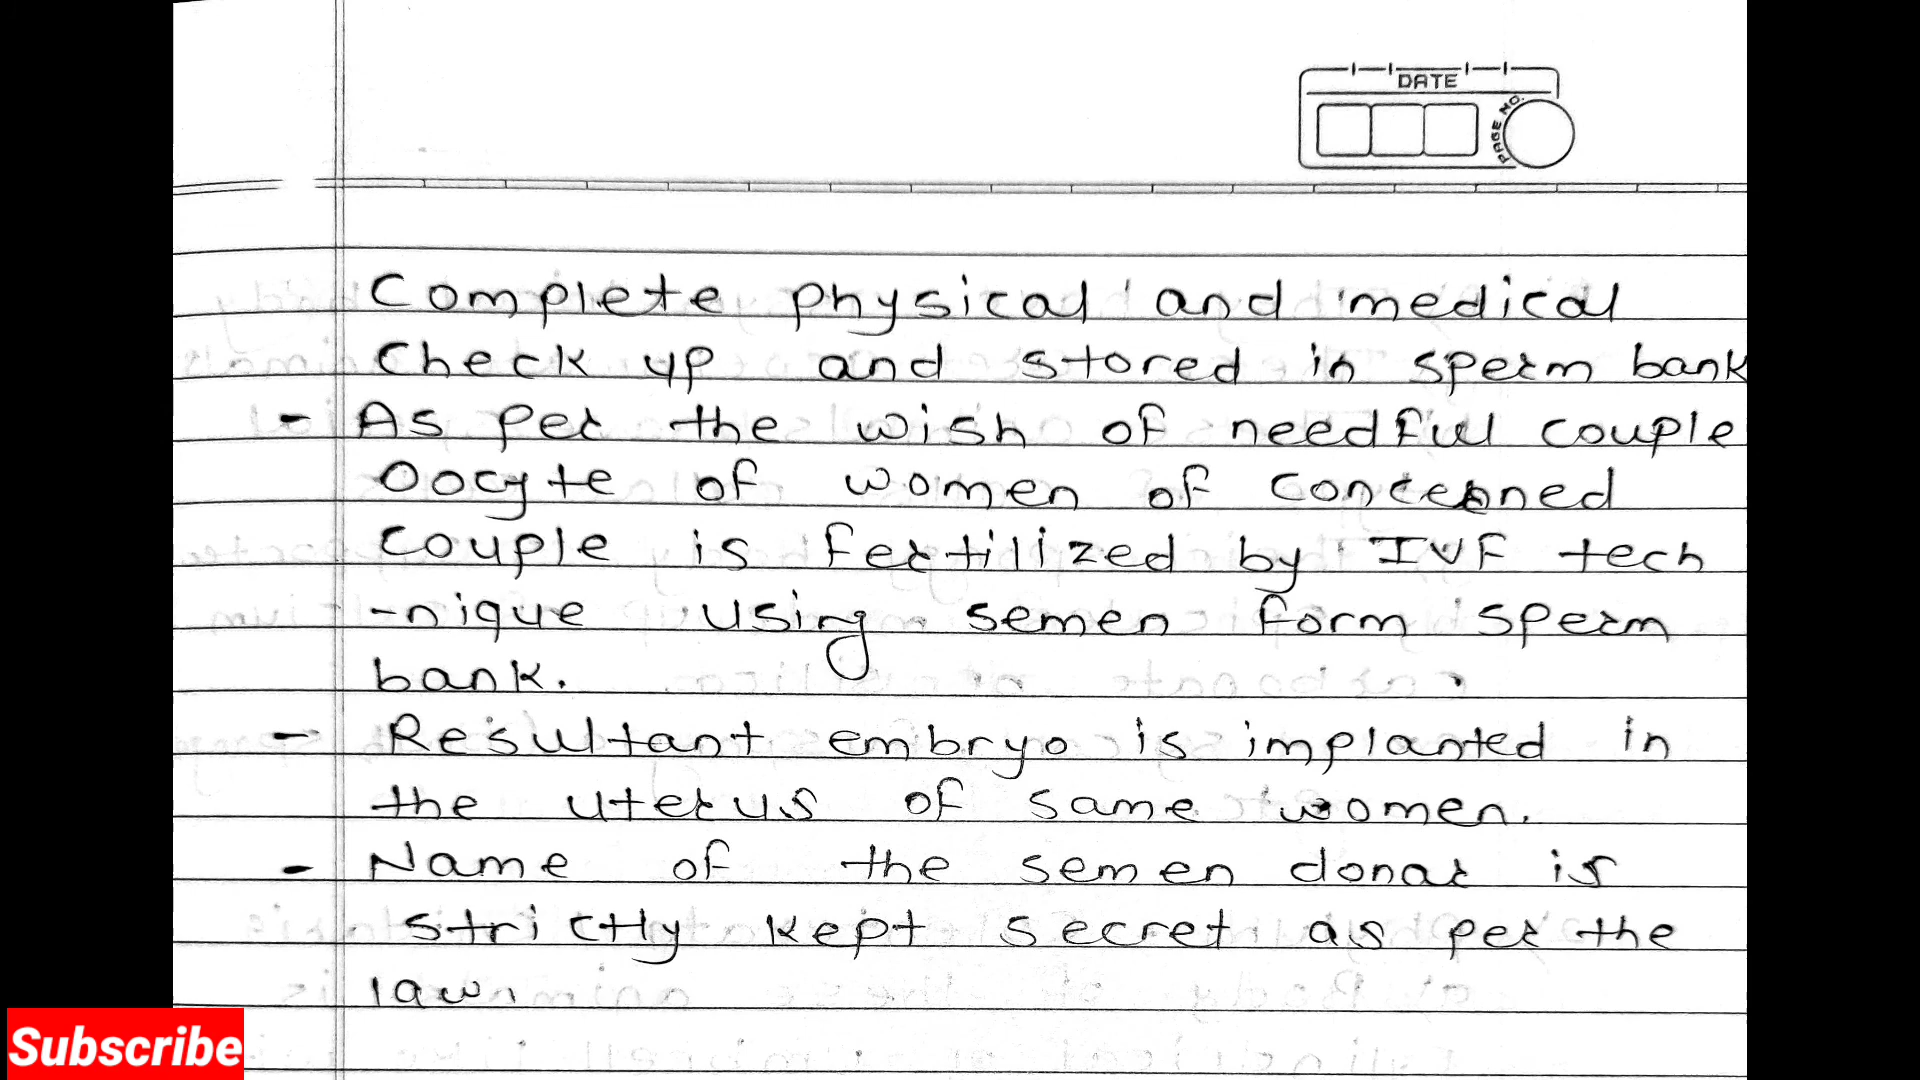 DATE
PAGE NO.
Complete physical and medical
check up and stored in sperm bank
- As per the wish of needful couple
Oocyte of women of concerned
couple is fertilized by IVF tech
-nique using semen form sperm
bank.
- Resultant embryo is implanted in
the uterus of same women.
- Name of the semen donar is
strictly kept secret as per the
law.
Subscribe